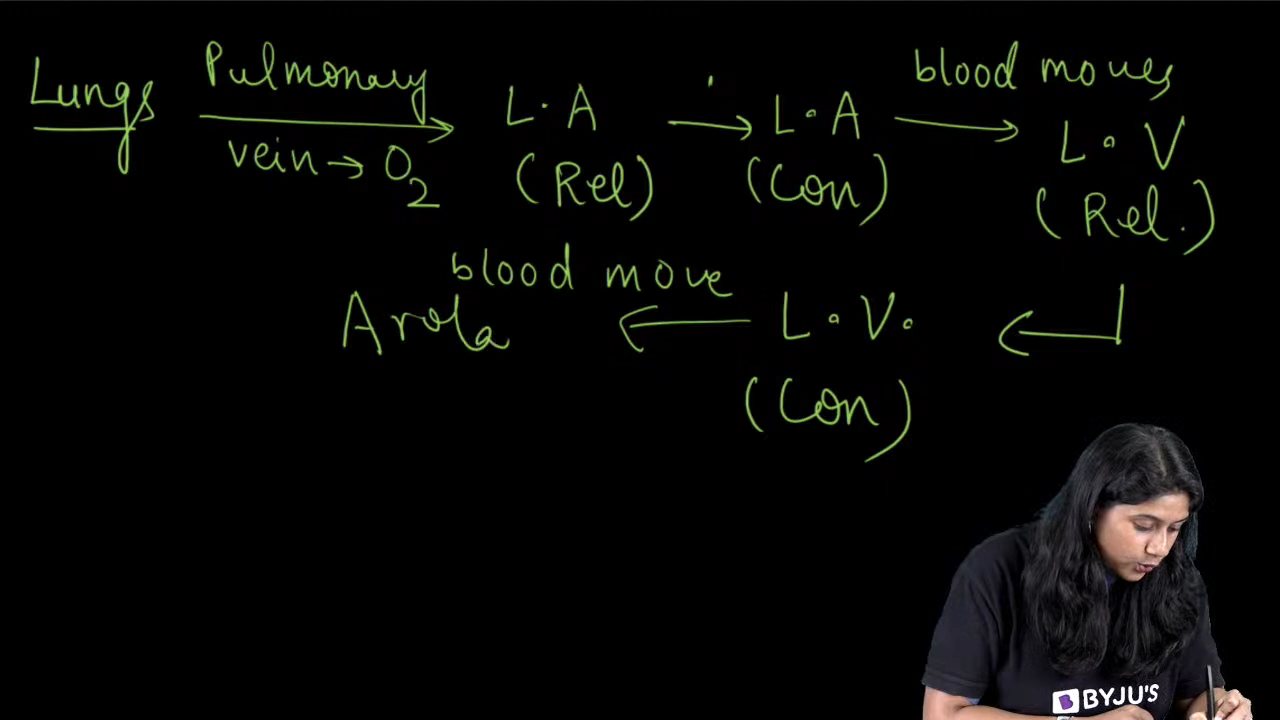 Lungs Pulmonary vein → O2 → L.A (Rel) → L.A (Con) → blood moves L.V (Rel.)
blood move
Arota ← L.V. (Con) ←
BYJU'S